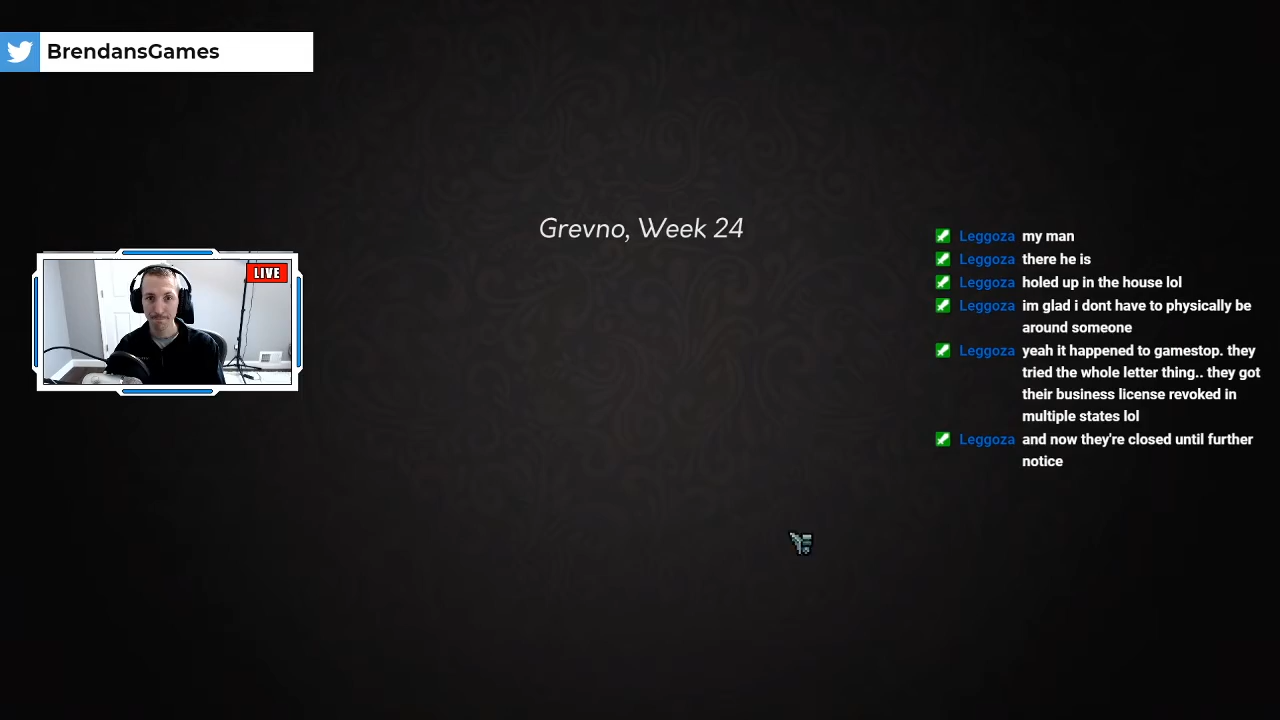 BrendansGames
Grevno, Week 24
LIVE
Leggoza my man
Leggoza there he is
Leggoza holed up in the house lol
Leggoza im glad i dont have to physically be
around someone
Leggoza yeah it happened to gamestop. they
tried the whole letter thing.. they got
their business license revoked in
multiple states lol
Leggoza and now they're closed until further
notice